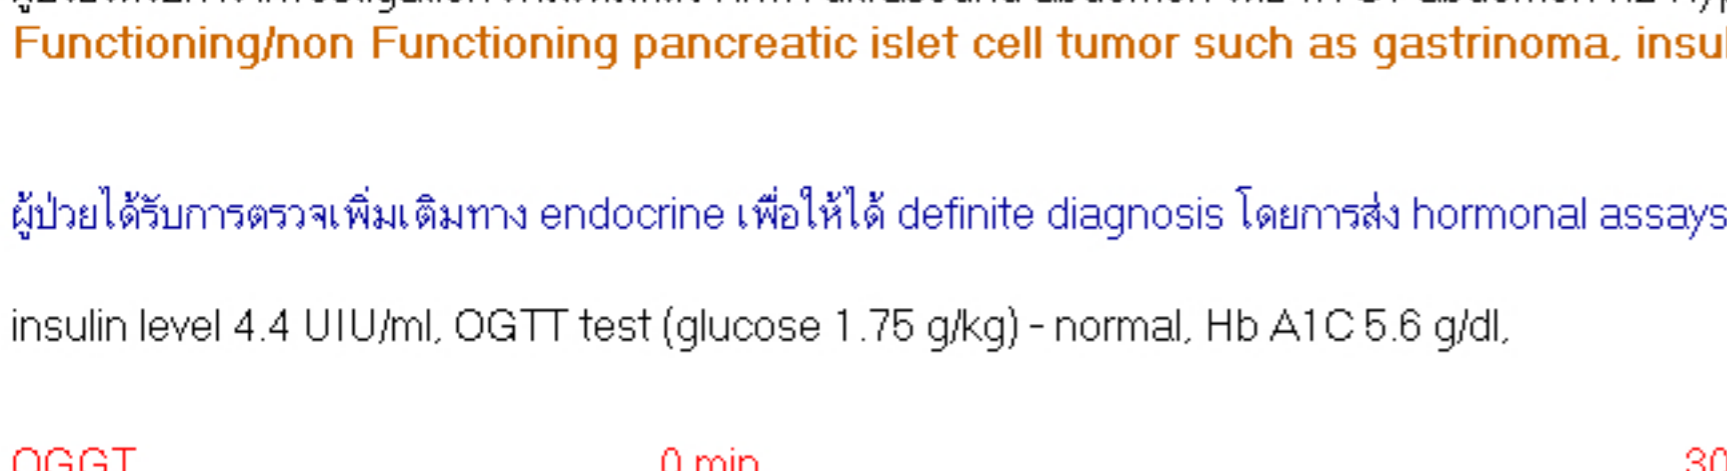 Functioning/non Functioning pancreatic islet cell tumor such as gastrinoma,
ผู้ป่วยได้รับการตรวจเพิ่มเติมทาง endocrine เพื่อให้ได้ definite diagnosis โดยการส่ง hormonal assays
insulin level 4.4 UIU/ml, OGTT test (glucose 1.75 g/kg) - normal, Hb A1C 5.6 g/dl,
OGGT 0 min 30